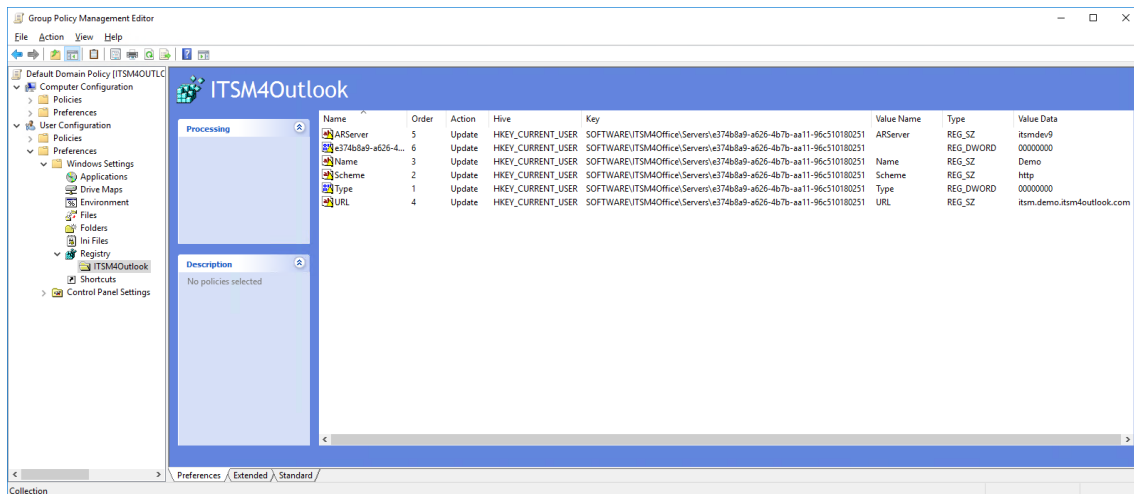 Group Policy Management Editor
File Action View Help
Default Domain Policy [ITSM4OUTLC
Computer Configuration
Policies
Preferences
User Configuration
Policies
Preferences
Windows Settings
Applications
Drive Maps
Environment
Files
Folders
Ini Files
Registry
ITSM4Outlook
Shortcuts
Control Panel Settings
ITSM4Outlook
Processing
Description
No policies selected
Name Order Action Hive Key Value Name Type Value Data
ARServer 5 Update HKEY_CURRENT_USER SOFTWARE\ITSM4Office\Servers\e374b8a9-a626-4b7b-aa11-96c510180251 ARServer REG_SZ itsmdev9
e374b8a9-a626-4... 6 Update HKEY_CURRENT_USER SOFTWARE\ITSM4Office\Servers\e374b8a9-a626-4b7b-aa11-96c510180251 REG_DWORD 00000000
Name 3 Update HKEY_CURRENT_USER SOFTWARE\ITSM4Office\Servers\e374b8a9-a626-4b7b-aa11-96c510180251 Name REG_SZ Demo
Scheme 2 Update HKEY_CURRENT_USER SOFTWARE\ITSM4Office\Servers\e374b8a9-a626-4b7b-aa11-96c510180251 Scheme REG_SZ http
Type 1 Update HKEY_CURRENT_USER SOFTWARE\ITSM4Office\Servers\e374b8a9-a626-4b7b-aa11-96c510180251 Type REG_DWORD 00000000
URL 4 Update HKEY_CURRENT_USER SOFTWARE\ITSM4Office\Servers\e374b8a9-a626-4b7b-aa11-96c510180251 URL REG_SZ itsm.demo.itsm4outlook.com
Preferences Extended Standard
Collection